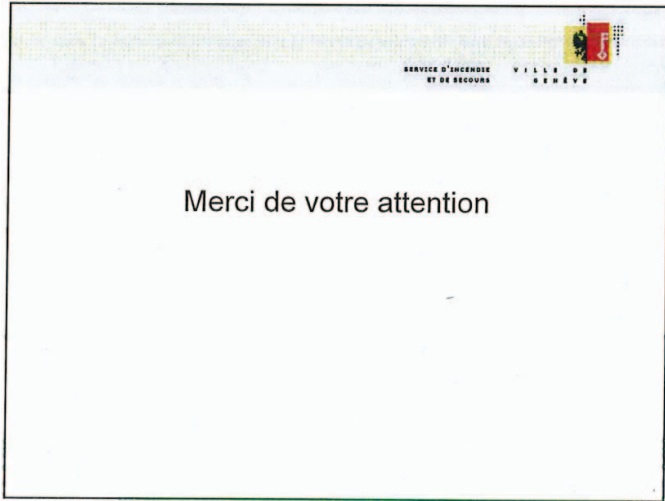 SERVICE D'INCENDIE
ET DE SECOURS
VILLE DE
GENÈVE
Merci de votre attention